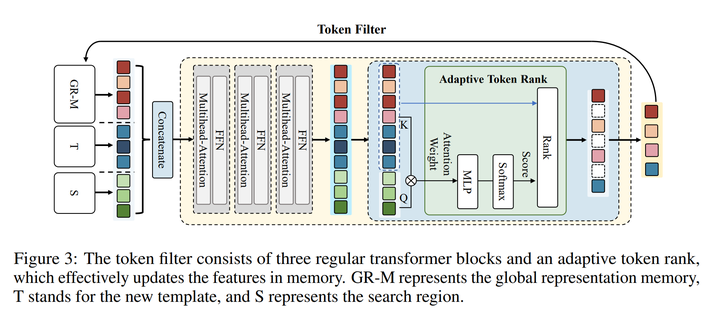 Token Filter
GR-M
T
S
Concatenate
Multihead-Attention
FFN
Multihead-Attention
FFN
Multihead-Attention
FFN
K
Q
Adaptive Token Rank
Attention
Weight
MLP
Softmax
Score
Rank
Figure 3: The token filter consists of three regular transformer blocks and an adaptive token rank,
which effectively updates the features in memory. GR-M represents the global representation memory,
T stands for the new template, and S represents the search region.